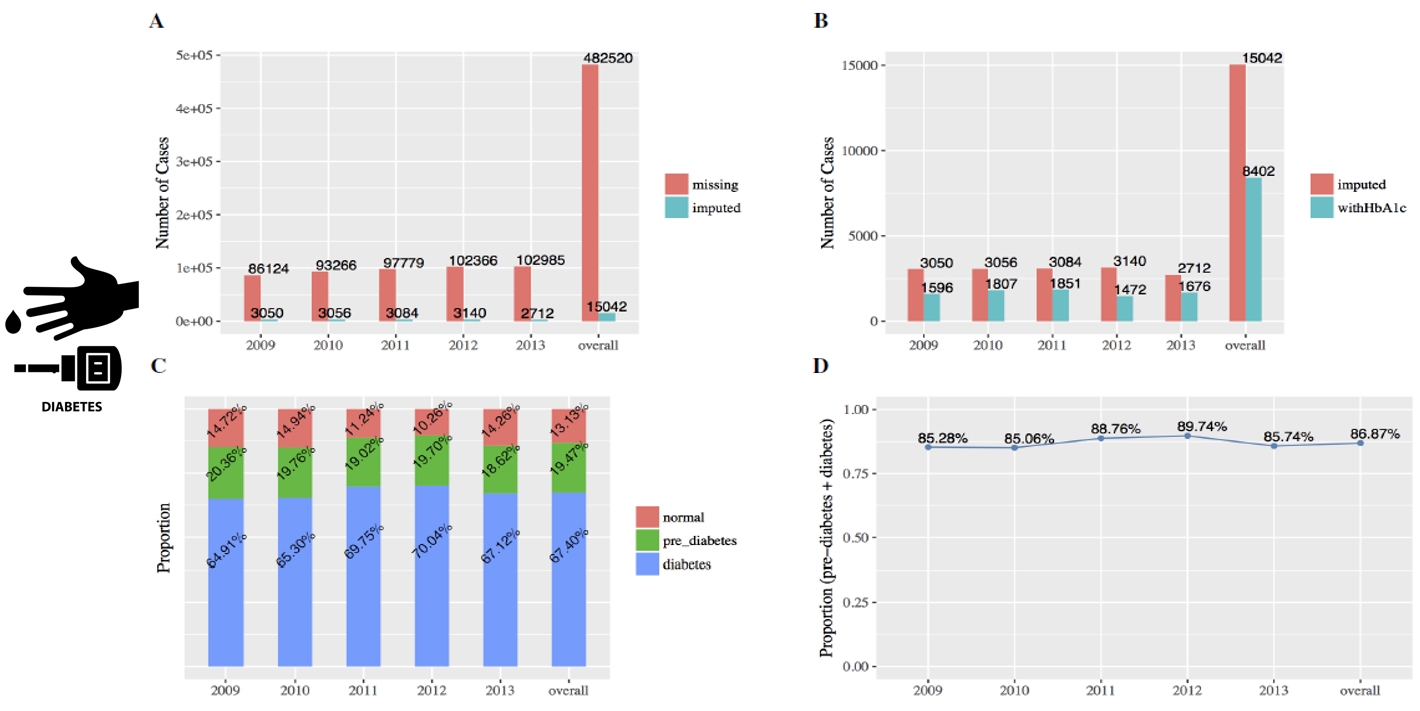 A
Number of Cases
5e+05
4e+05
3e+05
2e+05
1e+05
0e+00
86124
93266
97779
102366
102985
482520
3050
3056
3084
3140
2712
15042
2009
2010
2011
2012
2013
overall
missing
imputed
B
Number of Cases
15000
10000
5000
0
3050
3056
3084
3140
2712
15042
1596
1807
1851
1472
1676
8402
2009
2010
2011
2012
2013
overall
imputed
withHbA1c
DIABETES
C
Proportion
14.72%
14.94%
11.24%
10.26%
14.26%
13.13%
20.36%
19.76%
19.02%
19.70%
18.62%
19.47%
64.91%
65.30%
69.75%
70.04%
67.12%
67.40%
2009
2010
2011
2012
2013
overall
normal
pre_diabetes
diabetes
D
Proportion (pre−diabetes + diabetes)
1.00
0.75
0.50
0.25
0.00
85.28%
85.06%
88.76%
89.74%
85.74%
86.87%
2009
2010
2011
2012
2013
overall